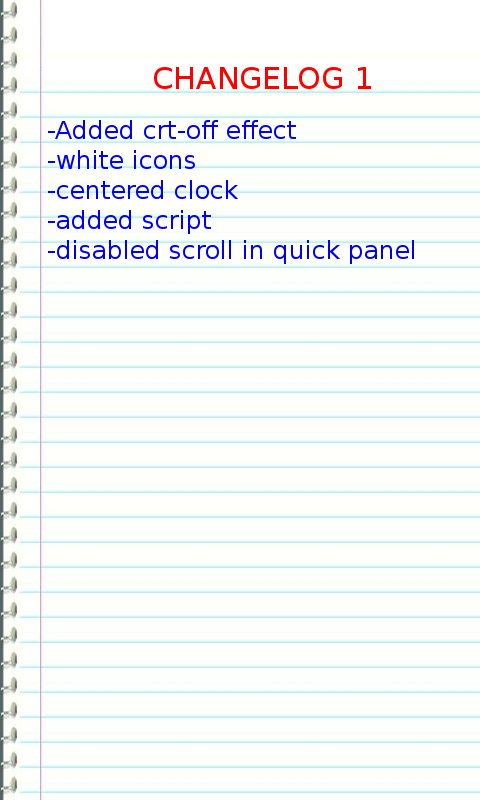 CHANGELOG 1
-Added crt-off effect
-white icons
-centered clock
-added script
-disabled scroll in quick panel